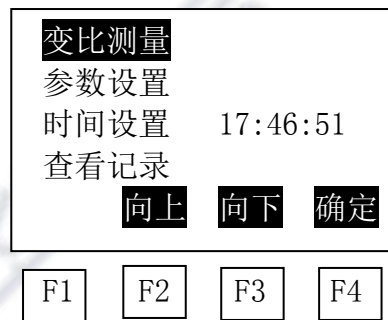 变比测量
参数设置
时间设置 17:46:51
查看记录
向上 向下 确定
F1 F2 F3 F4